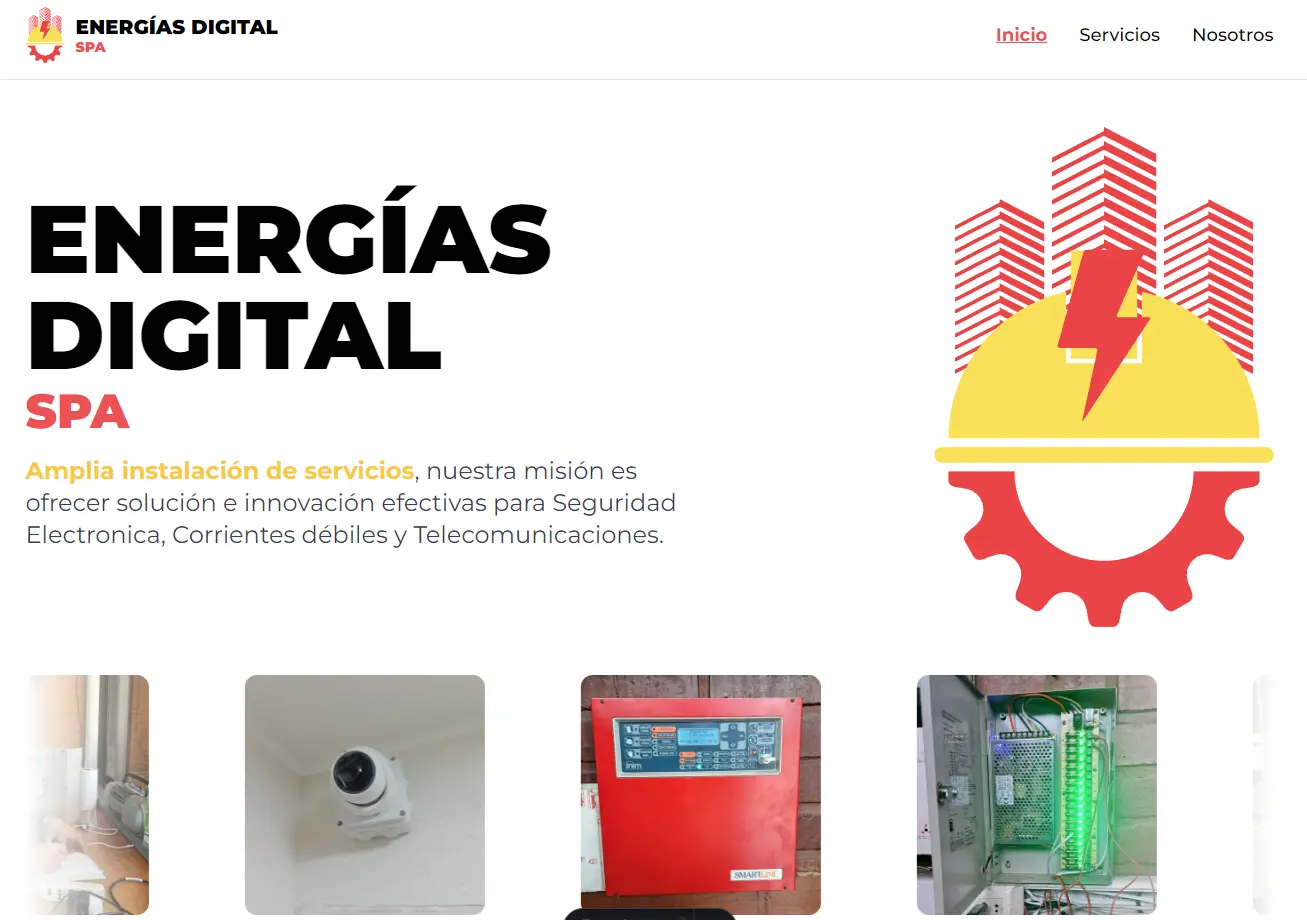 ENERGÍAS DIGITAL
SPA
Inicio
Servicios
Nosotros
ENERGÍAS
DIGITAL
SPA
Amplia instalación de servicios, nuestra misión es
ofrecer solución e innovación efectivas para Seguridad
Electronica, Corrientes débiles y Telecomunicaciones.
inim
SMARTLINE